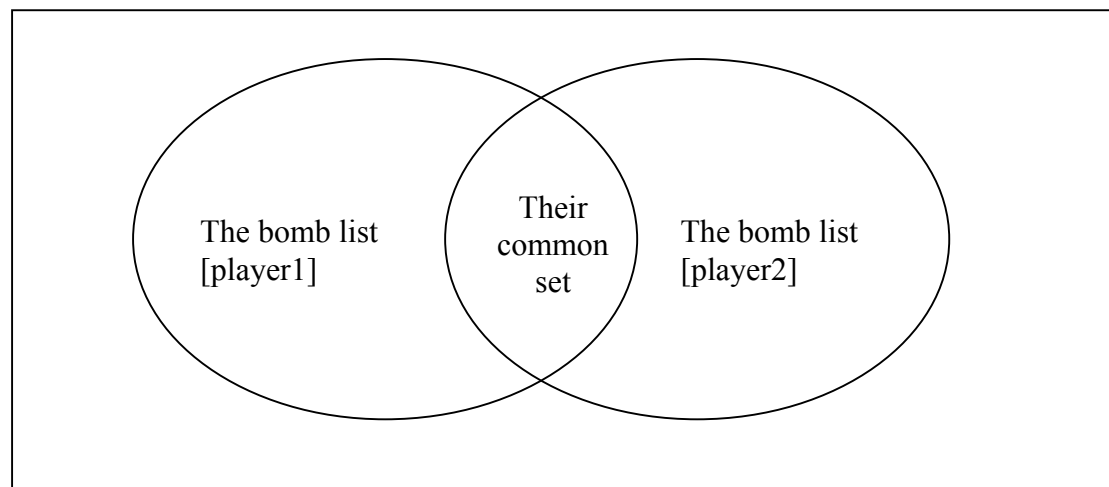 The bomb list
[player1]
Their
common
set
The bomb list
[player2]